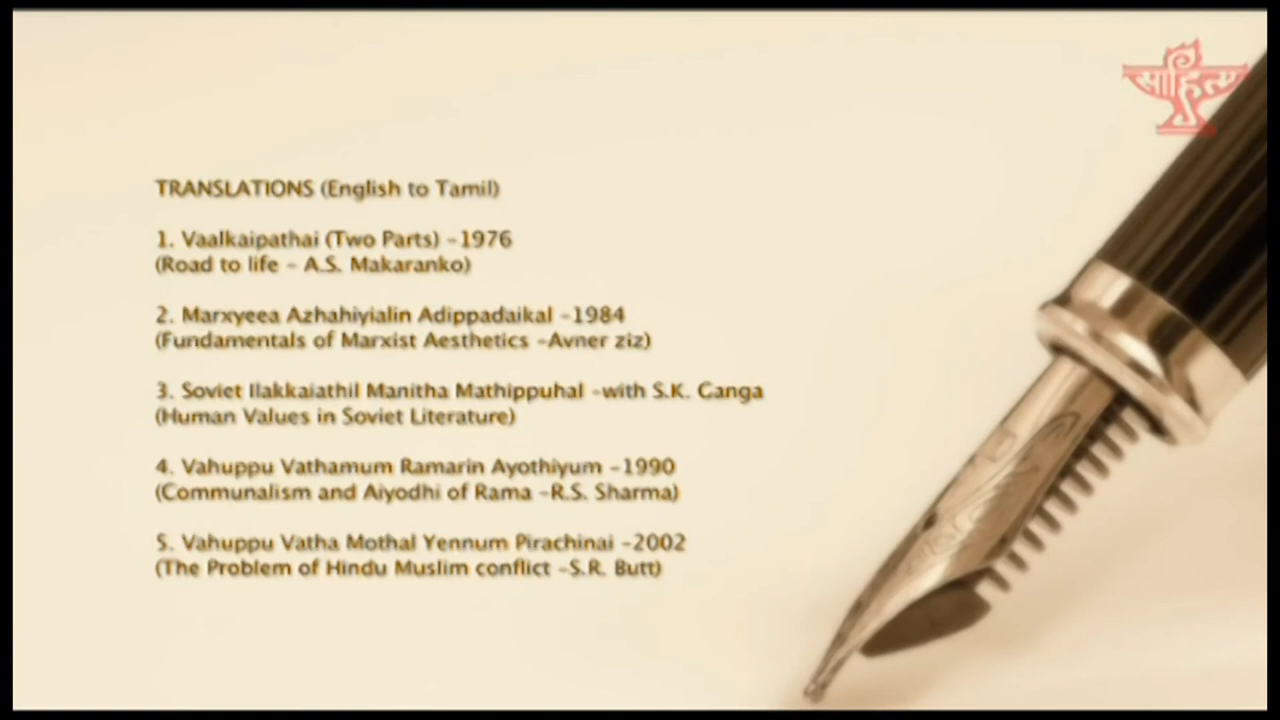 साहित्य
TRANSLATIONS (English to Tamil)
1. Vaalkaipathai (Two Parts) -1976
(Road to life - A.S. Makaranko)
2. Marxyeea Azhahiyialin Adippadaikal -1984
(Fundamentals of Marxist Aesthetics -Avner ziz)
3. Soviet Ilakkaiathil Manitha Mathippuhal -with S.K. Ganga
(Human Values in Soviet Literature)
4. Vahuppu Vathamum Ramarin Ayothiyum -1990
(Communalism and Aiyodhi of Rama -R.S. Sharma)
5. Vahuppu Vatha Mothal Yennum Pirachinai -2002
(The Problem of Hindu Muslim conflict -S.R. Butt)